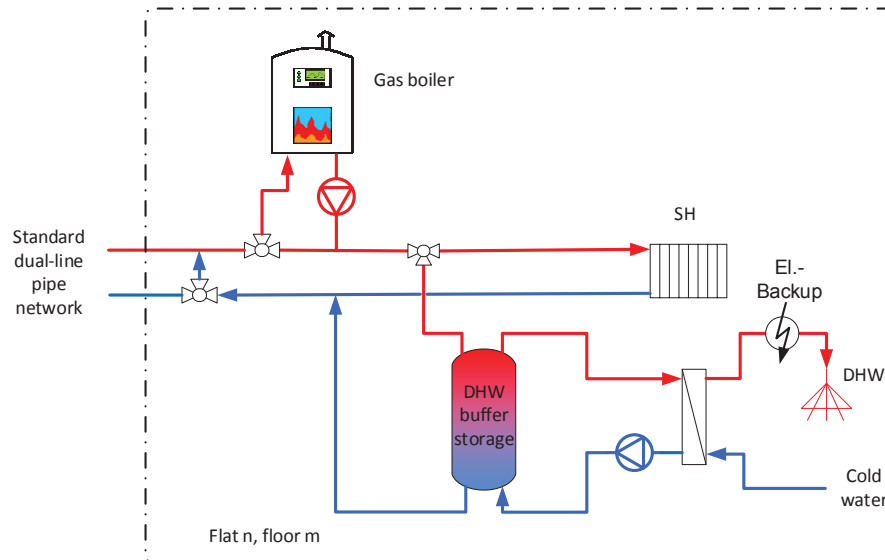 Gas boiler
Standard
dual-line
pipe
network
SH
El.-
Backup
DHW
DHW
buffer
storage
Cold
water
Flat n, floor m